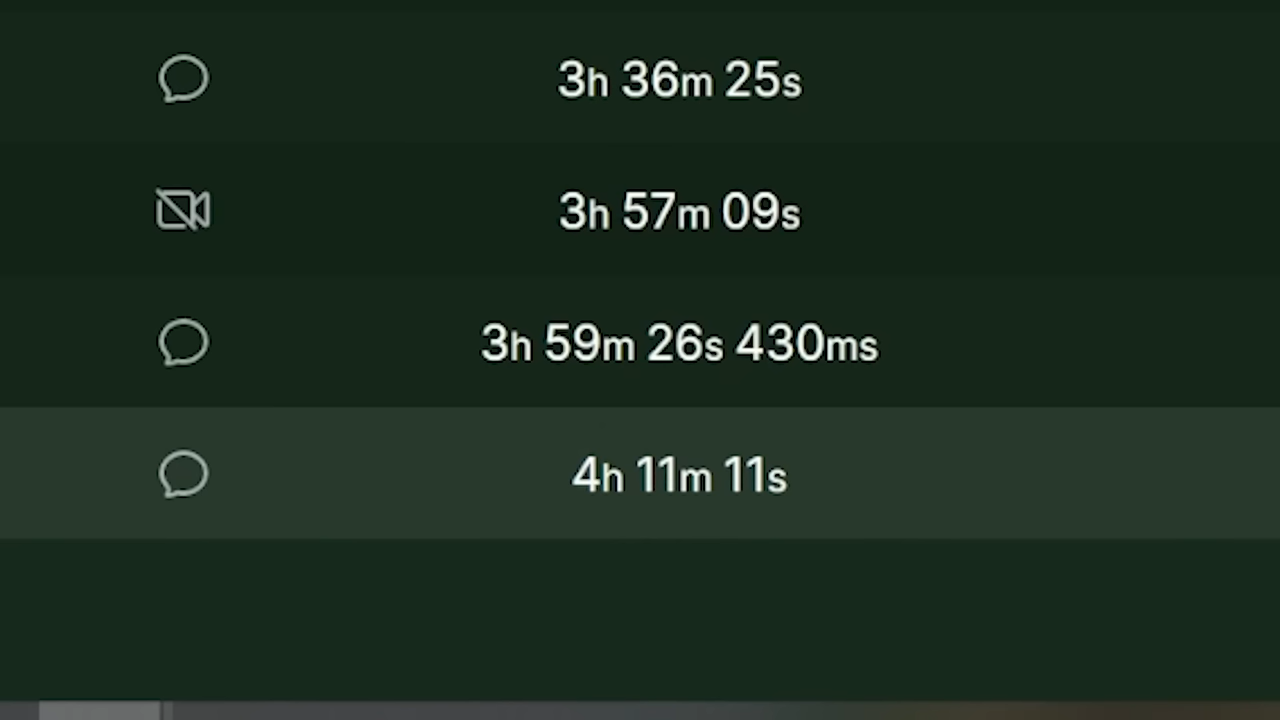 3h 36m 25s
3h 57m 09s
3h 59m 26s 430ms
4h 11m 11s